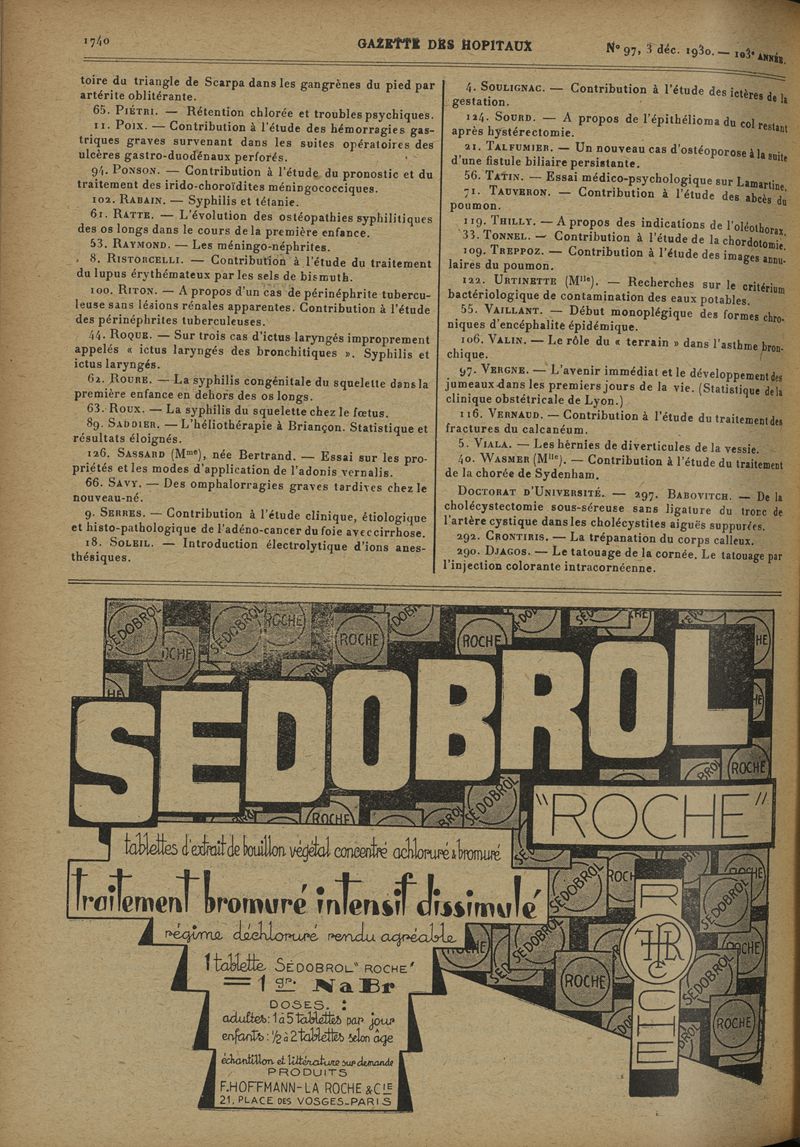 1740
GAZETTE DES HOPITAUX
N° 97, 3 déc. 1930. — 103e ANNÉE.
toire du triangle de Scarpa dans les gangrènes du pied par
artérite oblitérante.
65. PIÉTRI. — Rétention chlorée et troubles psychiques.
11. POIX. — Contribution à l'étude des hémorragies gas-
triques graves survenant dans les suites opératoires des
ulcères gastro-duodénaux perforés.
94. PONSON. — Contribution à l'étude du pronostic et du
traitement des irido-choroïdites méningococciques.
102. RABAIN. — Syphilis et tétanie.
61. RATTE. — L'évolution des ostéopathies syphilitiques
des os longs dans le cours de la première enfance.
53. RAYMOND. — Les méningo-néphrites.
8. RISTORCELLI. — Contribution à l'étude du traitement
du lupus érythémateux par les sels de bismuth.
100. RITON. — A propos d'un cas de périnéphrite tubercu-
leuse sans lésions rénales apparentes. Contribution à l'étude
des périnéphrites tuberculeuses.
44. ROQUE. — Sur trois cas d'ictus laryngés improprement
appelés « ictus laryngés des bronchitiques ». Syphilis et
ictus laryngés.
62. ROURE. — La syphilis congénitale du squelette dans la
première enfance en dehors des os longs.
63. ROUX. — La syphilis du squelette chez le fœtus.
89. SADDIER. — L'héliothérapie à Briançon. Statistique et
résultats éloignés.
126. SASSARD (Mme), née Bertrand. — Essai sur les pro-
priétés et les modes d'application de l'adonis vernalis.
66. SAVY. — Des omphalorragies graves tardives chez le
nouveau-né.
9. SERRES. — Contribution à l'étude clinique, étiologique
et histo-pathologique de l'adéno-cancer du foie avec cirrhose.
18. SOLEIL. — Introduction électrolytique d'ions anes-
thésiques.
4. SOULIGNAC. — Contribution à l'étude des ictères de la
gestation.
124. SOURD. — A propos de l'épithélioma du col restant
après hystérectomie.
21. TALFUMIER. — Un nouveau cas d'ostéoporose à la suite
d'une fistule biliaire persistante.
56. TATIN. — Essai médico-psychologique sur Lamartine.
71. TAUVERON. — Contribution à l'étude des abcès du
poumon.
119. THILLY. — A propos des indications de l'oléothorax.
33. TONNEL. — Contribution à l'étude de la chordotomie.
109. TREPPOZ. — Contribution à l'étude des images annu-
laires du poumon.
122. URTINETTE (Mlle). — Recherches sur le critérium
bactériologique de contamination des eaux potables.
55. VAILLANT. — Début monoplégique des formes chro-
niques d'encéphalite épidémique.
106. VALIN. — Le rôle du « terrain » dans l'asthme bron-
chique.
97. VERGNE. — L'avenir immédiat et le développement des
jumeaux dans les premiers jours de la vie. (Statistique de la
clinique obstétricale de Lyon.)
116. VERNAUD. — Contribution à l'étude du traitement des
fractures du calcanéum.
5. VIALA. — Les hernies de diverticules de la vessie.
40. WASMER (Mlle). — Contribution à l'étude du traitement
de la chorée de Sydenham.
DOCTORAT D'UNIVERSITÉ. — 297. BABOVITCH. — De la
cholécystectomie sous-séreuse sans ligature du tronc de
l'artère cystique dans les cholécystites aiguës suppurées.
292. CRONTIRIS. — La trépanation du corps calleux.
290. DJAGOS. — Le tatouage de la cornée. Le tatouage par
l'injection colorante intracornéenne.
SÉDOBROL
"ROCHE"
tablettes d'extrait de bouillon végétal concentré achloruré & bromuré
traitement bromuré intensif dissimulé
régime déchloruré rendu agréable
1 tablette SÉDOBROL "ROCHE"
= 1 gr. NaBr
DOSES. :
adultes : 1 à 5 tablettes par jour
enfants : ½ à 2 tablettes selon âge
échantillon et littérature sur demande
PRODUITS
F. HOFFMANN-LA ROCHE & CIE
21, PLACE DES VOSGES-PARIS
ROCHE